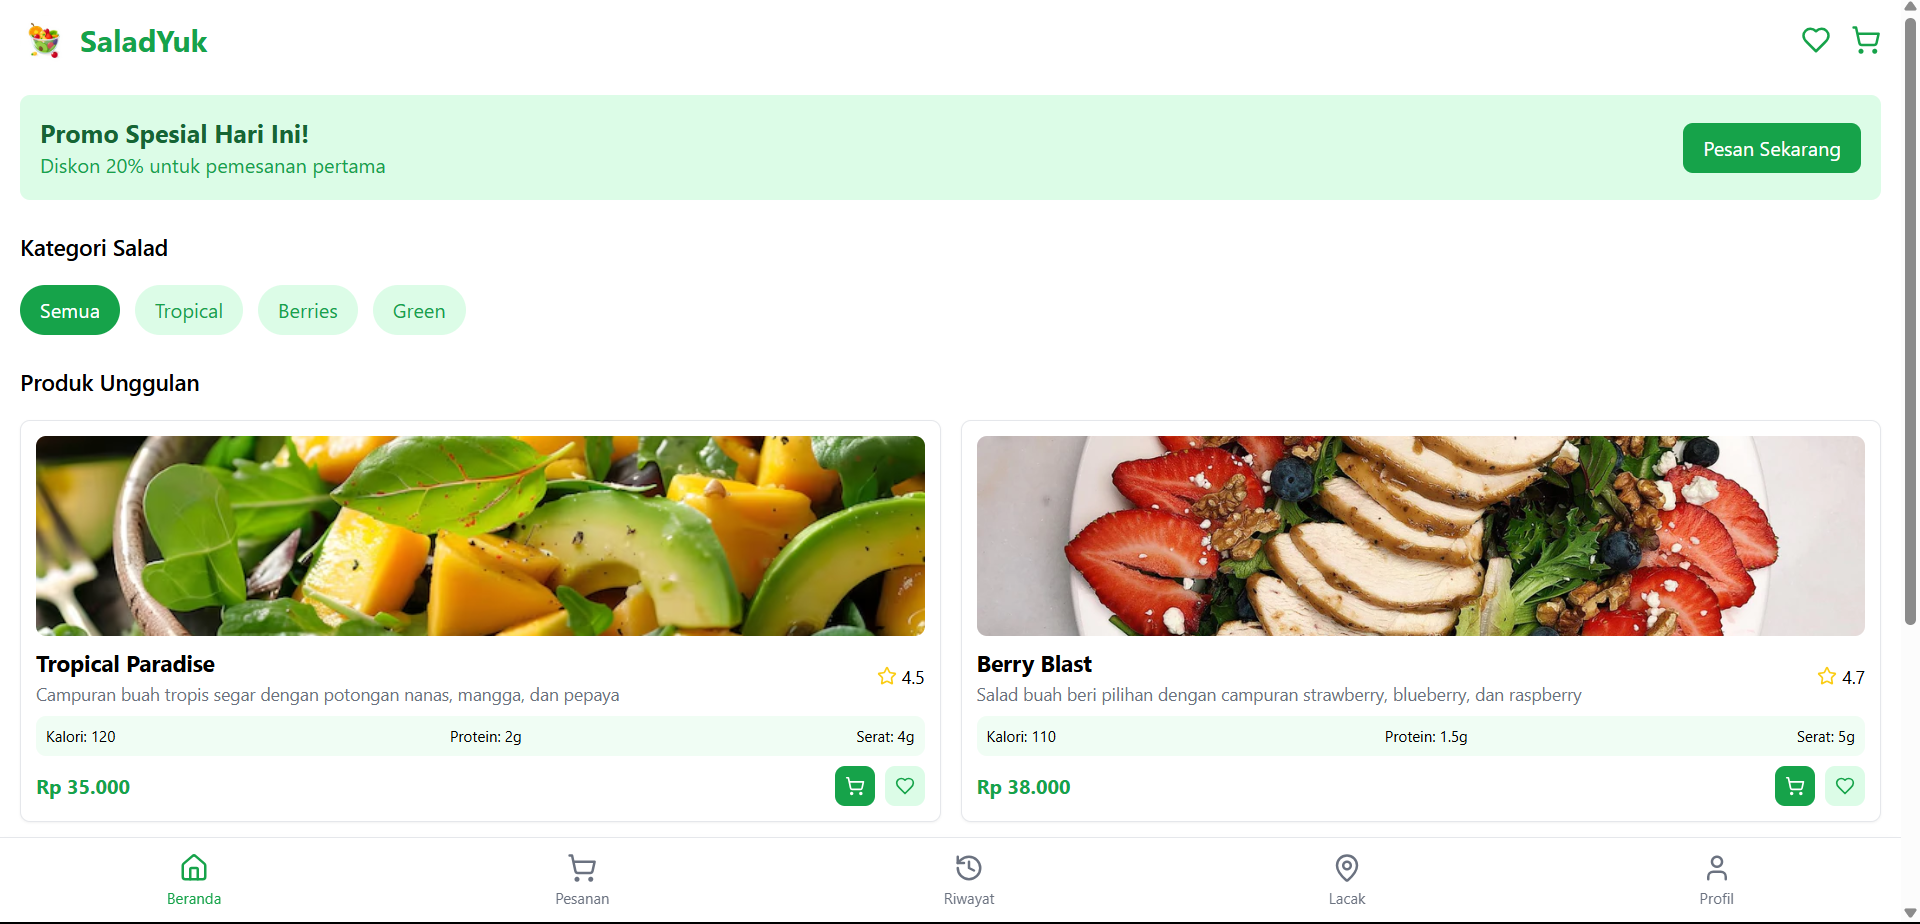 SaladYuk
Promo Spesial Hari Ini!
Diskon 20% untuk pemesanan pertama
Pesan Sekarang
Kategori Salad
Semua
Tropical
Berries
Green
Produk Unggulan
Tropical Paradise
4.5
Campuran buah tropis segar dengan potongan nanas, mangga, dan pepaya
Kalori: 120
Protein: 2g
Serat: 4g
Rp 35.000
Berry Blast
4.7
Salad buah beri pilihan dengan campuran strawberry, blueberry, dan raspberry
Kalori: 110
Protein: 1.5g
Serat: 5g
Rp 38.000
Beranda
Pesanan
Riwayat
Lacak
Profil